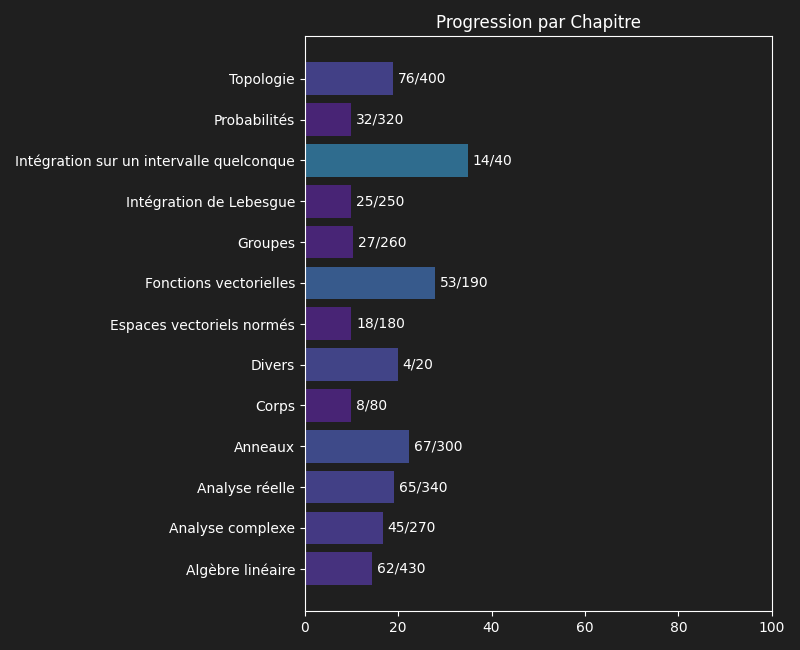 Progression par Chapitre
Topologie 76/400
Probabilités 32/320
Intégration sur un intervalle quelconque 14/40
Intégration de Lebesgue 25/250
Groupes 27/260
Fonctions vectorielles 53/190
Espaces vectoriels normés 18/180
Divers 4/20
Corps 8/80
Anneaux 67/300
Analyse réelle 65/340
Analyse complexe 45/270
Algèbre linéaire 62/430
0 20 40 60 80 100